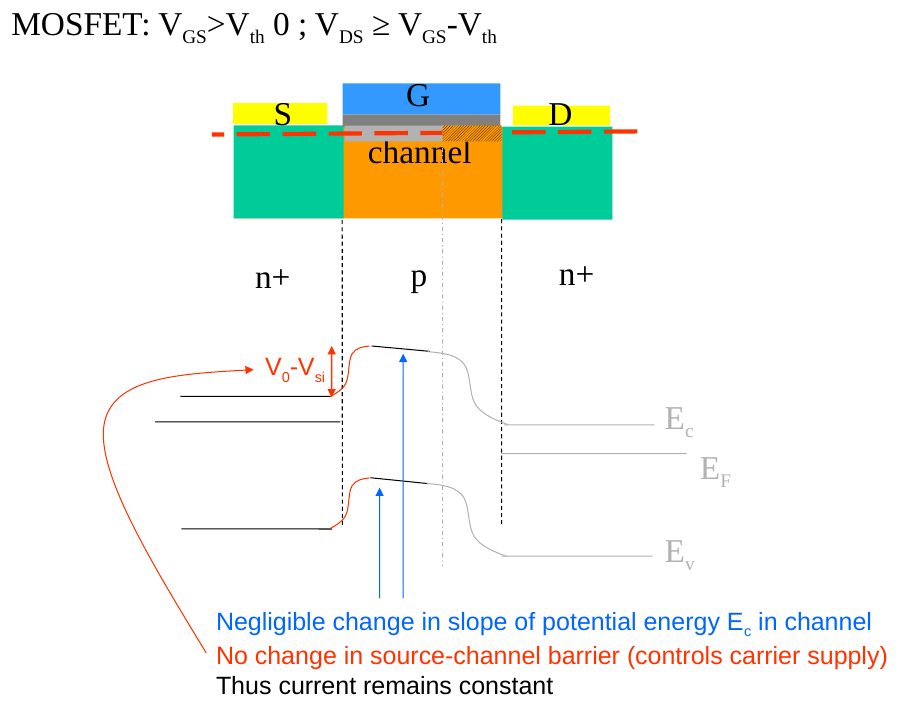 MOSFET: VGS>Vth 0 ; VDS ≥ VGS-Vth
G
S
D
channel
n+
p
n+
V0-Vsi
Ec
EF
Ev
Negligible change in slope of potential energy Ec in channel
No change in source-channel barrier (controls carrier supply)
Thus current remains constant